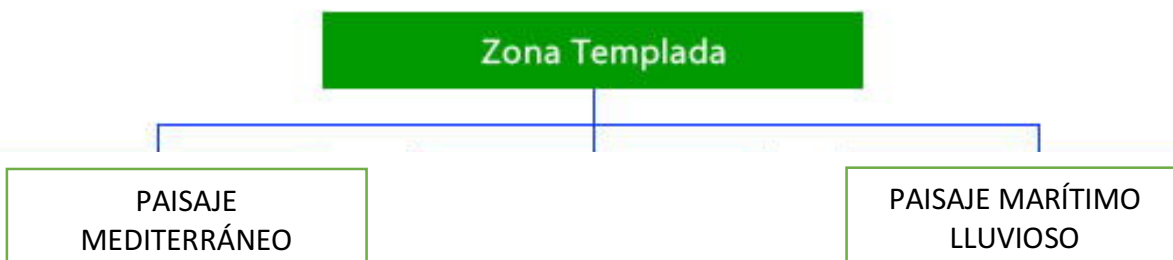 Zona Templada
PAISAJE
MEDITERRÁNEO
PAISAJE MARÍTIMO
LLUVIOSO